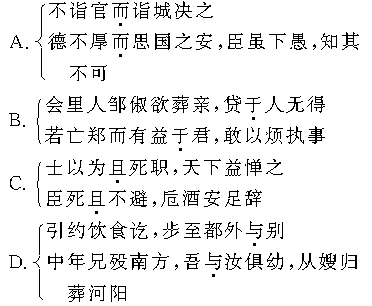 A. 不诣官而诣城决之
德不厚而思国之安，臣虽下愚，知其
不可
B. 会里人邹俶欲葬亲，贷于人无得
若亡郑而有益于君，敢以烦执事
C. 士以为且死职，天下益惮之
臣死且不避，卮酒安足辞
D. 引约饮食讫，步至都外与别
中年兄殁南方，吾与汝俱幼，从嫂归
葬河阳